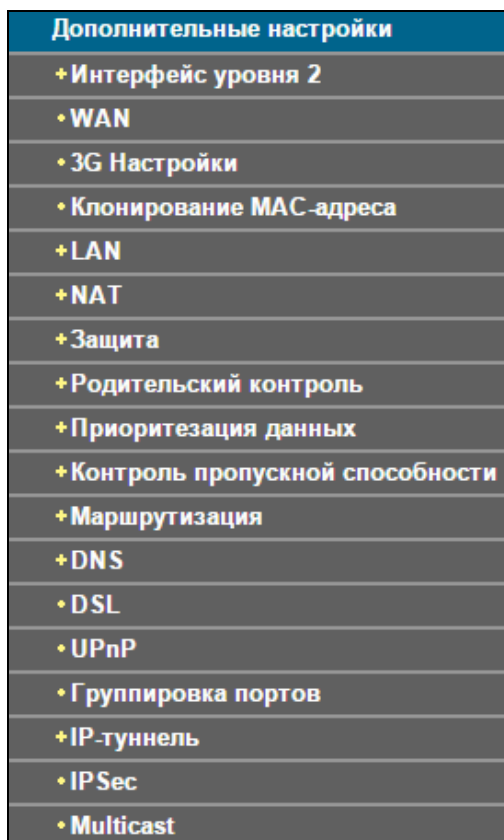 Дополнительные настройки
+Интерфейс уровня 2
•WAN
•3G Настройки
•Клонирование MAC-адреса
+LAN
+NAT
+Защита
+Родительский контроль
+Приоритезация данных
+Контроль пропускной способности
+Маршрутизация
+DNS
•DSL
•UPnP
•Группировка портов
+IP-туннель
•IPSec
•Multicast